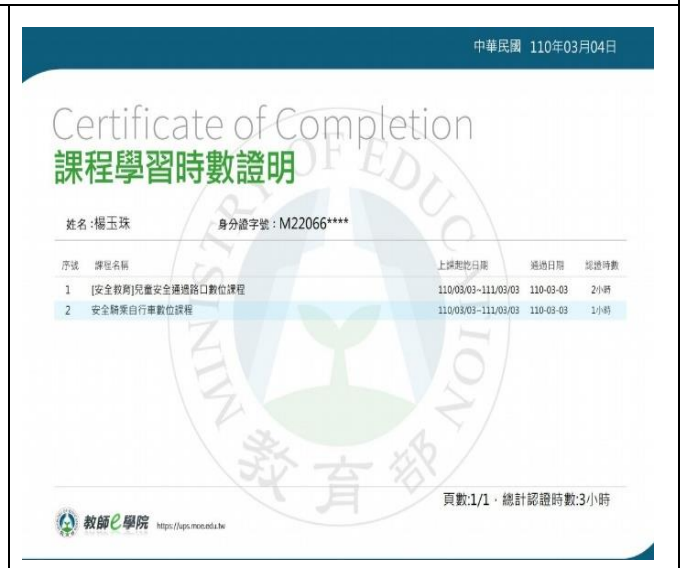 中華民國 110年03月04日
Certificate of Completion
課程學習時數證明
姓名:楊玉珠 身分證字號:M22066****
序號 課程名稱 上課起訖日期 通過日期 認證時數
1 [安全教育]兒童安全通過路口數位課程 110/03/03~111/03/03 110-03-03 2小時
2 安全騎乘自行車數位課程 110/03/03~111/03/03 110-03-03 1小時
MINISTRY OF EDUCATION
教育部
頁數:1/1,總計認證時數:3小時
教師e學院 https://ups.moe.edu.tw